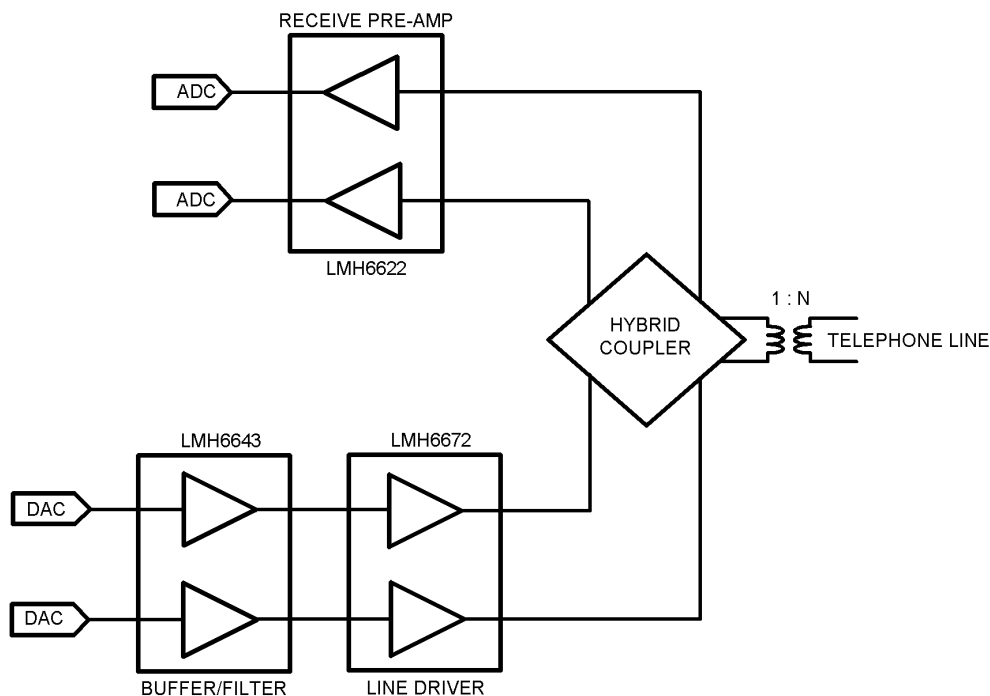 RECEIVE PRE-AMP
ADC
ADC
LMH6622
1 : N
HYBRID
COUPLER
TELEPHONE LINE
LMH6643
LMH6672
DAC
DAC
BUFFER/FILTER
LINE DRIVER